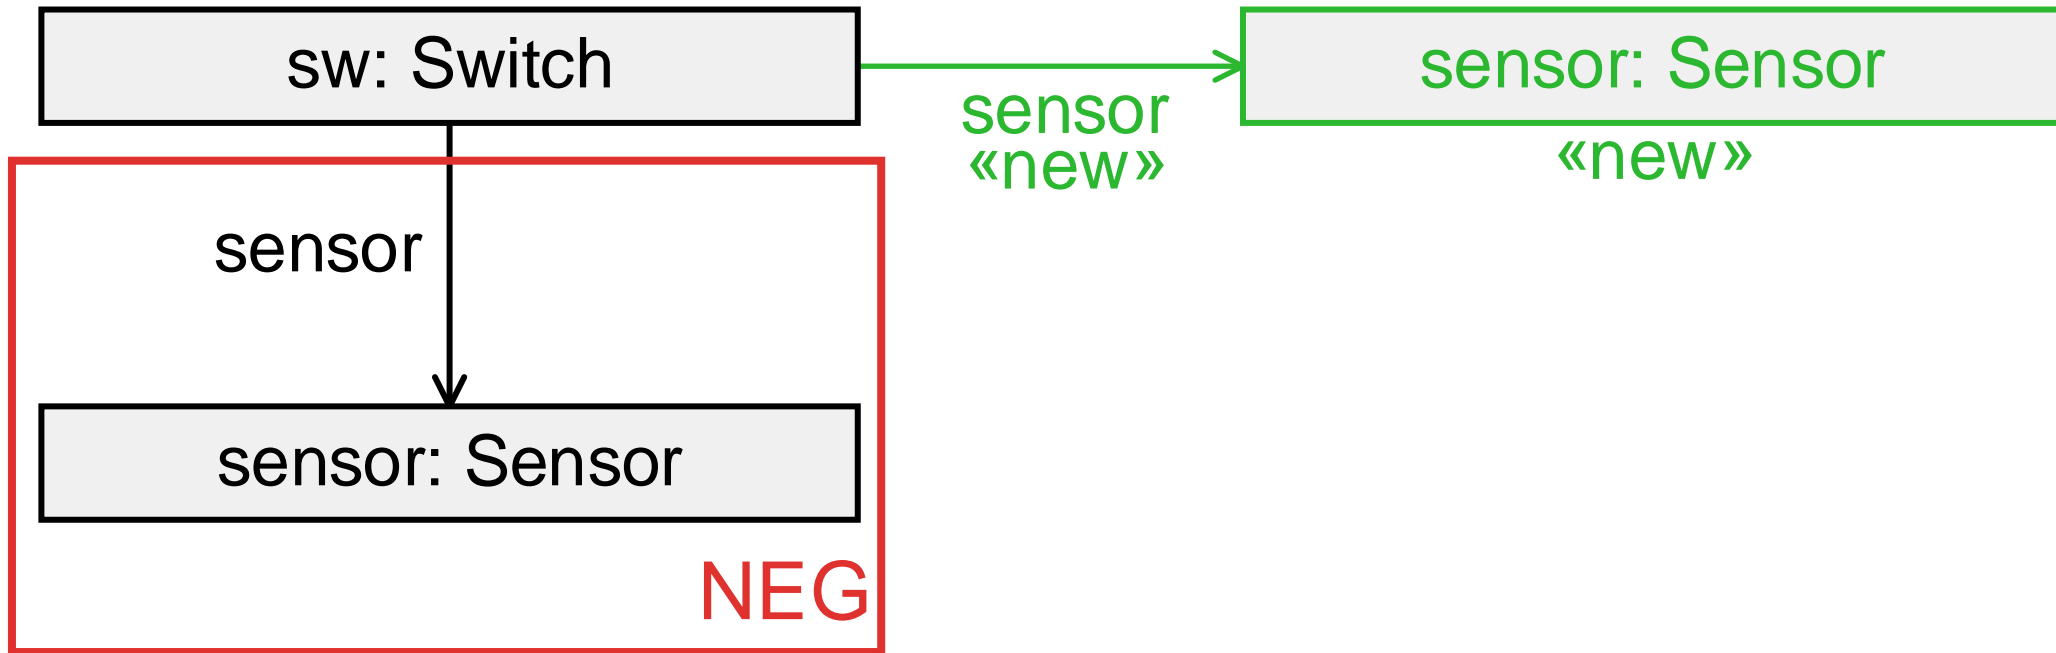 sw: Switch
sensor: Sensor
sensor
«new»
«new»
sensor
sensor: Sensor
NEG